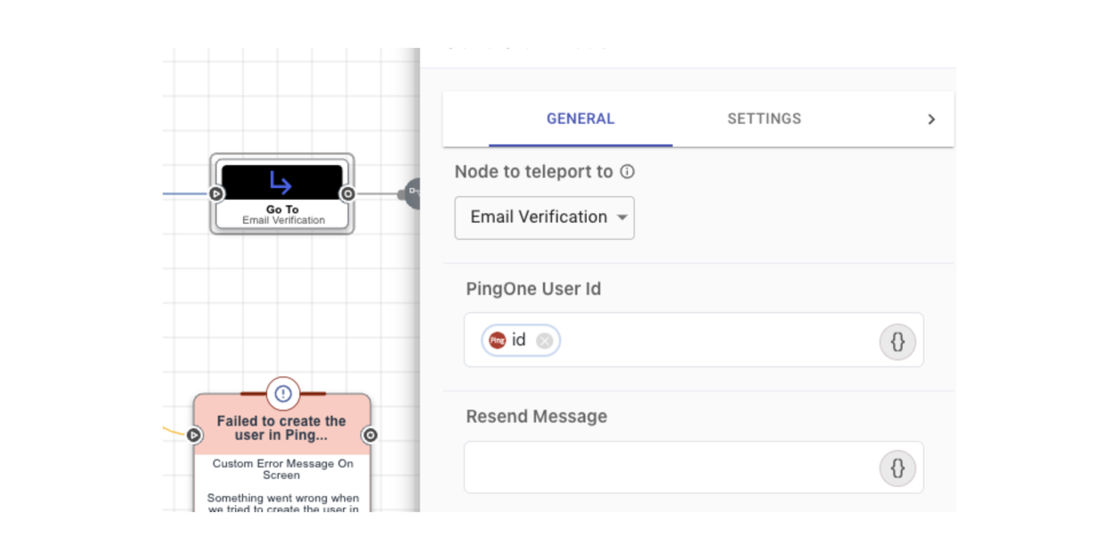 GENERAL
SETTINGS
Node to teleport to
Email Verification
PingOne User Id
Ping id
{}
Resend Message
{}
Go To
Email Verification
Failed to create the
user in Ping...
Custom Error Message On
Screen
Something went wrong when
we tried to create the user in